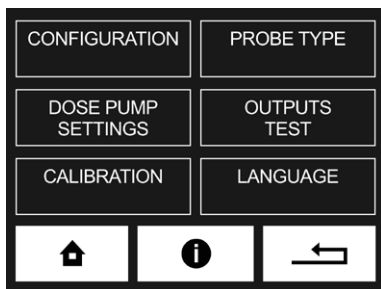 CONFIGURATION
PROBE TYPE
DOSE PUMP
SETTINGS
OUTPUTS
TEST
CALIBRATION
LANGUAGE